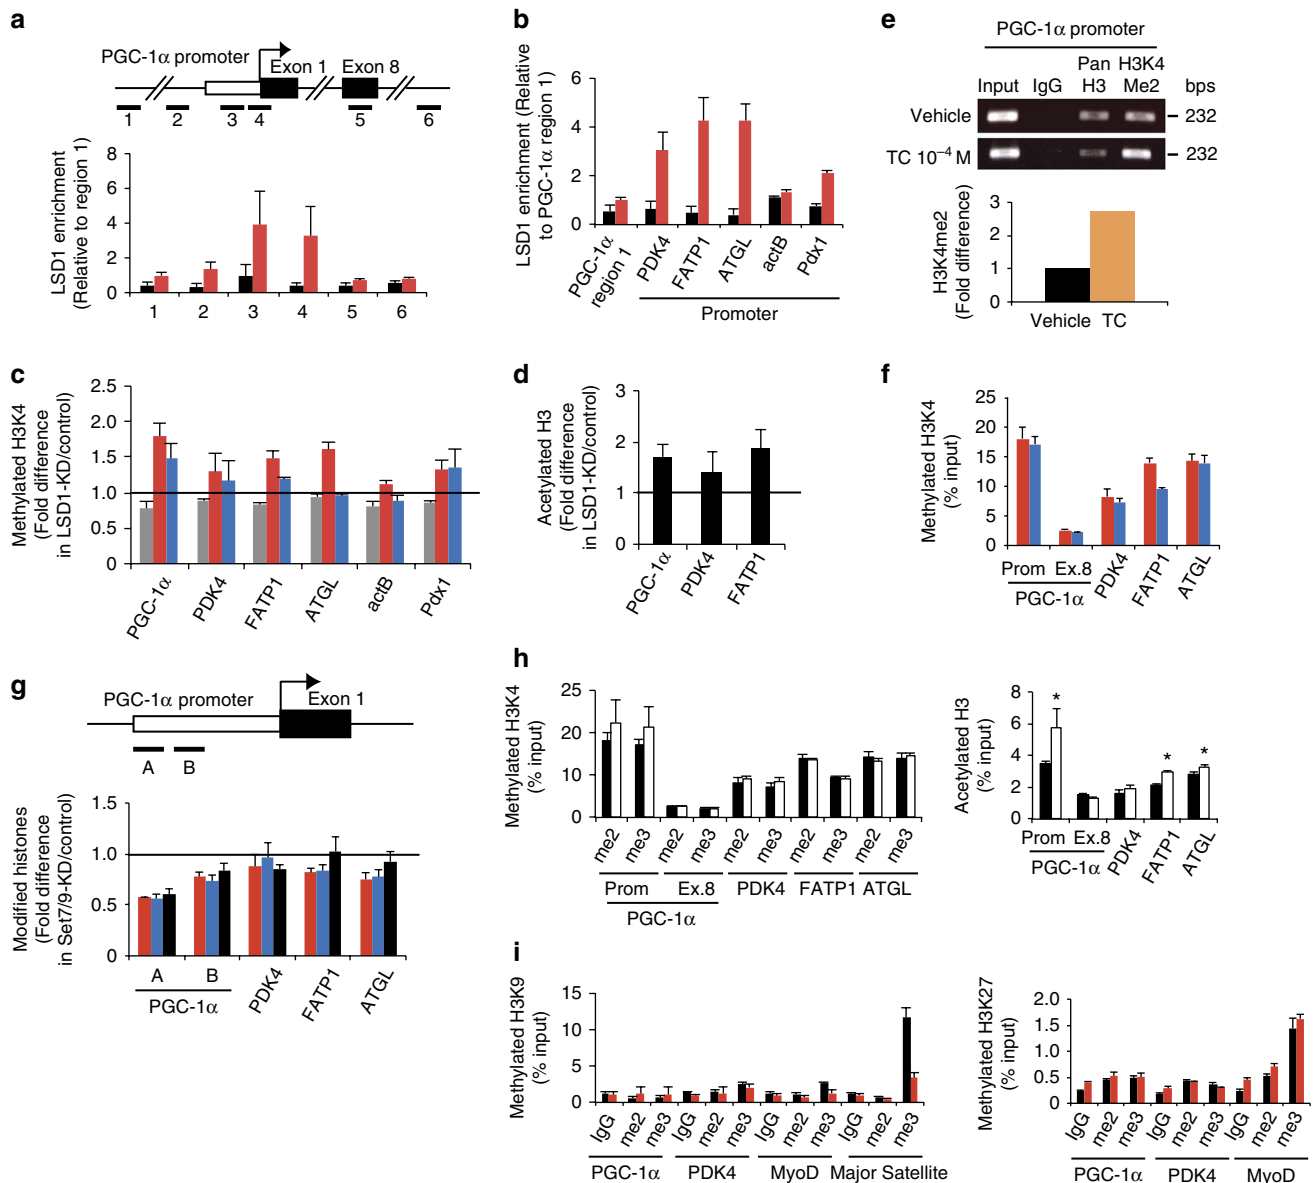 a
PGC-1α promoter
Exon 1
Exon 8
1 2 3 4 5 6
LSD1 enrichment
(Relative to region 1)
8
6
4
2
0
1 2 3 4 5 6
b
LSD1 enrichment (Relative
to PGC-1α region 1)
6
4
2
0
PGC-1α
region 1
PDK4
FATP1
ATGL
actB
Pdx1
Promoter
e
PGC-1α promoter
Input IgG Pan H3 H3K4 Me2 bps
Vehicle 232
TC 10⁻⁴ M 232
H3K4me2
(Fold difference)
3
2
1
0
Vehicle TC
c
Methylated H3K4
(Fold difference
in LSD1-KD/control)
2.5
2.0
1.5
1.0
0.5
0
PGC-1α
PDK4
FATP1
ATGL
actB
Pdx1
d
Acetylated H3
(Fold difference
in LSD1-KD/control)
3
2
1
0
PGC-1α
PDK4
FATP1
f
Methylated H3K4
(% input)
25
20
15
10
5
0
Prom Ex.8
PGC-1α
PDK4
FATP1
ATGL
g
PGC-1α promoter
Exon 1
A B
Modified histones
(Fold difference
in Set7/9-KD/control)
1.5
1.0
0.5
0
A B
PGC-1α
PDK4
FATP1
ATGL
h
Methylated H3K4
(% input)
25
20
10
5
0
me2 me3 me2 me3 me2 me3 me2 me3 me2 me3
Prom Ex.8 PDK4 FATP1 ATGL
PGC-1α
Acetylated H3
(% input)
8
6
4
2
0
* * *
Prom Ex.8
PGC-1α
PDK4
FATP1
ATGL
i
Methylated H3K9
(% input)
15
10
5
0
IgG me2 me3 IgG me2 me3 IgG me2 me3 IgG me2 me3
PGC-1α PDK4 MyoD Major Satellite
Methylated H3K27
(% input)
2.0
1.5
1.0
0.5
0
IgG me2 me3 IgG me2 me3 IgG me2 me3
PGC-1α PDK4 MyoD